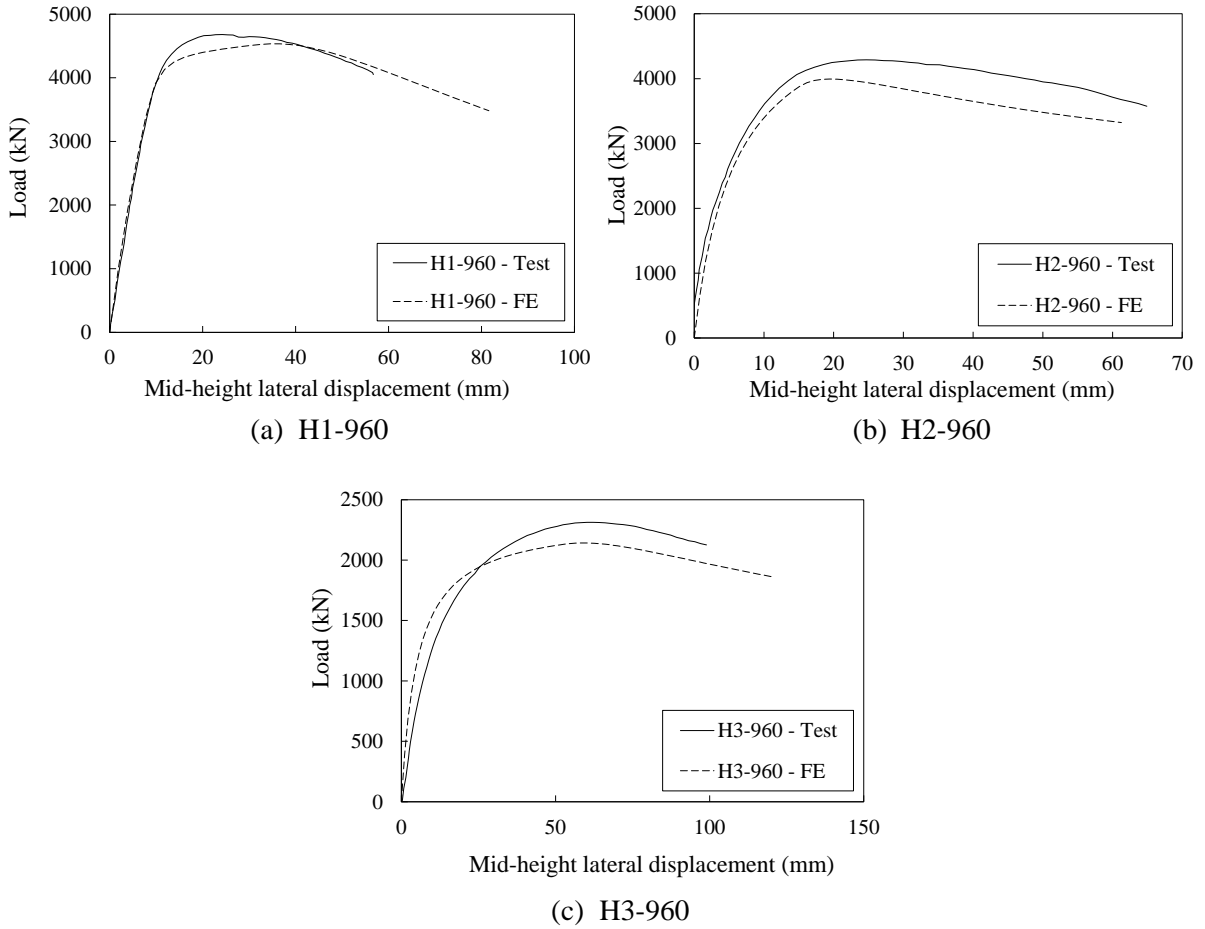 5000
4000
3000
2000
1000
0
Load (kN)
H1-960 - Test
H1-960 - FE
0 20 40 60 80 100
Mid-height lateral displacement (mm)
(a) H1-960
5000
4000
3000
2000
1000
0
Load (kN)
H2-960 - Test
H2-960 - FE
0 10 20 30 40 50 60 70
Mid-height lateral displacement (mm)
(b) H2-960
2500
2000
1500
1000
500
0
Load (kN)
H3-960 - Test
H3-960 - FE
0 50 100 150
Mid-height lateral displacement (mm)
(c) H3-960